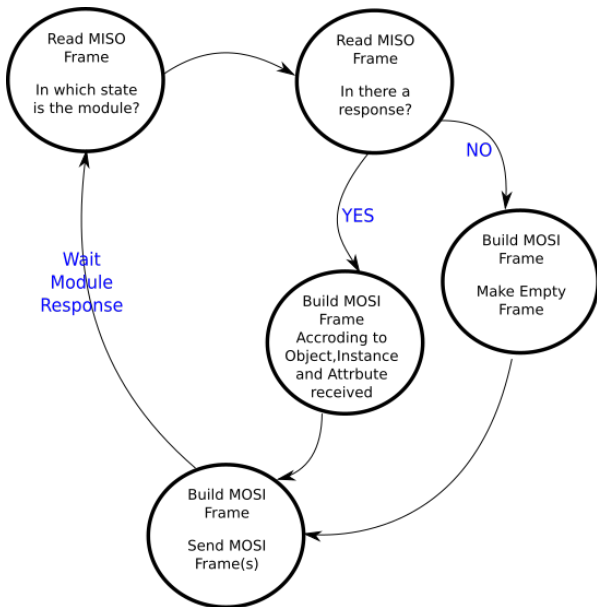 Read MISO
Frame
In which state
is the module?
Read MISO
Frame
In there a
response?
NO
YES
Build MOSI
Frame
Make Empty
Frame
Wait
Module
Response
Build MOSI
Frame
Accroding to
Object,Instance
and Attrbute
received
Build MOSI
Frame
Send MOSI
Frame(s)